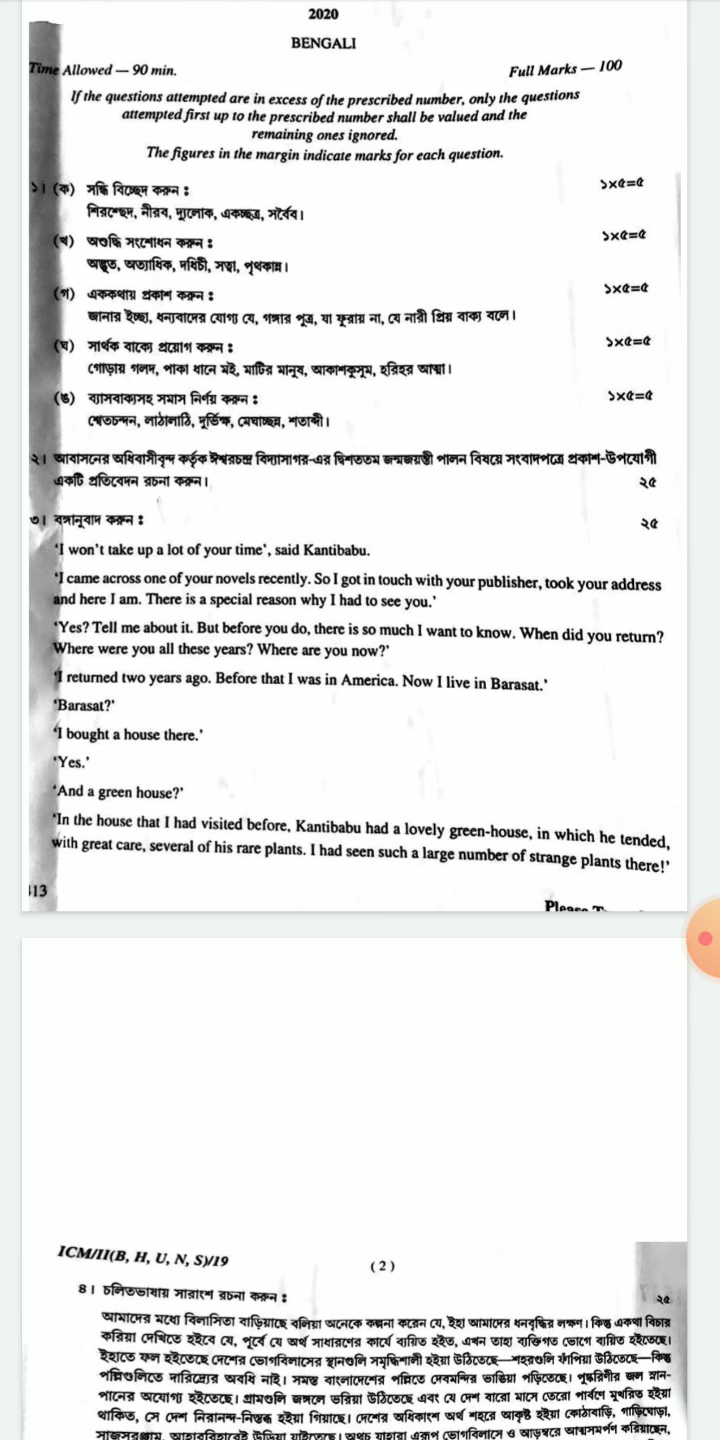 2020
BENGALI
Time Allowed — 90 min.
Full Marks — 100
If the questions attempted are in excess of the prescribed number, only the questions
attempted first up to the prescribed number shall be valued and the
remaining ones ignored.
The figures in the margin indicate marks for each question.
১। (ক) সন্ধি বিচ্ছেদ করুন : ১×৫=৫
শিরশ্ছেদ, নীরব, দ্যুলোক, একচ্ছত্র, সর্বৈব।
(খ) অশুদ্ধি সংশোধন করুন : ১×৫=৫
অদ্ভূত, অত্যাধিক, দধিচী, সত্বা, পৃথকান্ন।
(গ) এককথায় প্রকাশ করুন : ১×৫=৫
জানার ইচ্ছা, ধন্যবাদের যোগ্য যে, গঙ্গার পুত্র, যা ফুরায় না, যে নারী প্রিয় বাক্য বলে।
(ঘ) সার্থক বাক্যে প্রয়োগ করুন : ১×৫=৫
গোড়ায় গলদ, পাকা ধানে মই, মাটির মানুষ, আকাশকুসুম, হরিহর আত্মা।
(ঙ) ব্যাসবাক্যসহ সমাস নির্ণয় করুন : ১×৫=৫
শ্বেতচন্দন, লাঠালাঠি, দুর্ভিক্ষ, মেঘাচ্ছন্ন, শতাব্দী।
২। আবাসনের অধিবাসীবৃন্দ কর্তৃক ঈশ্বরচন্দ্র বিদ্যাসাগর-এর দ্বিশততম জন্মজয়ন্তী পালন বিষয়ে সংবাদপত্রে প্রকাশ-উপযোগী
একটি প্রতিবেদন রচনা করুন। ২৫
৩। বঙ্গানুবাদ করুন : ২৫
‘I won’t take up a lot of your time’, said Kantibabu.
‘I came across one of your novels recently. So I got in touch with your publisher, took your address
and here I am. There is a special reason why I had to see you.’
‘Yes? Tell me about it. But before you do, there is so much I want to know. When did you return?
Where were you all these years? Where are you now?’
‘I returned two years ago. Before that I was in America. Now I live in Barasat.’
‘Barasat?’
‘I bought a house there.’
‘Yes.’
‘And a green house?’
‘In the house that I had visited before, Kantibabu had a lovely green-house, in which he tended,
with great care, several of his rare plants. I had seen such a large number of strange plants there!’
113
Please
ICM/II(B, H, U, N, S)/19
(2)
৪। চলিতভাষায় সারাংশ রচনা করুন : ২৫
আমাদের মধ্যে বিলাসিতা বাড়িয়াছে বলিয়া অনেকে কল্পনা করেন যে, ইহা আমাদের ধনবৃদ্ধির লক্ষণ। কিন্তু একথা বিচার
করিয়া দেখিতে হইবে যে, পূর্বে যে অর্থ সাধারণের কার্যে ব্যয়িত হইত, এখন তাহা ব্যক্তিগত ভোগে ব্যয়িত হইতেছে।
ইহাতে ফল হইতেছে দেশের ভোগবিলাসের স্থানগুলি সমৃদ্ধিশালী হইয়া উঠিতেছে—শহরগুলি ফাঁপিয়া উঠিতেছে—কিন্তু
পল্লিগুলিতে দারিদ্র্যের অবধি নাই। সমস্ত বাংলাদেশের পল্লিতে দেবমন্দির ভাঙিয়া পড়িতেছে। পুষ্করিণীর জল স্নান-
পানের অযোগ্য হইতেছে। গ্রামগুলি জঙ্গলে ভরিয়া উঠিতেছে এবং যে দেশ বারো মাসে তেরো পার্বণে মুখরিত হইয়া
থাকিত, সে দেশ নিরানন্দ-নিস্তব্ধ হইয়া গিয়াছে। দেশের অধিকাংশ অর্থ শহরে আকৃষ্ট হইয়া কোঠাবাড়ি, গাড়িঘোড়া,
সাজসরঞ্জাম, আহারবিহারেই উড়িয়া যাইতেছে। অথচ যাহারা এরূপ ভোগবিলাসে ও আড়ম্বরে আত্মসমর্পণ করিয়াছেন,